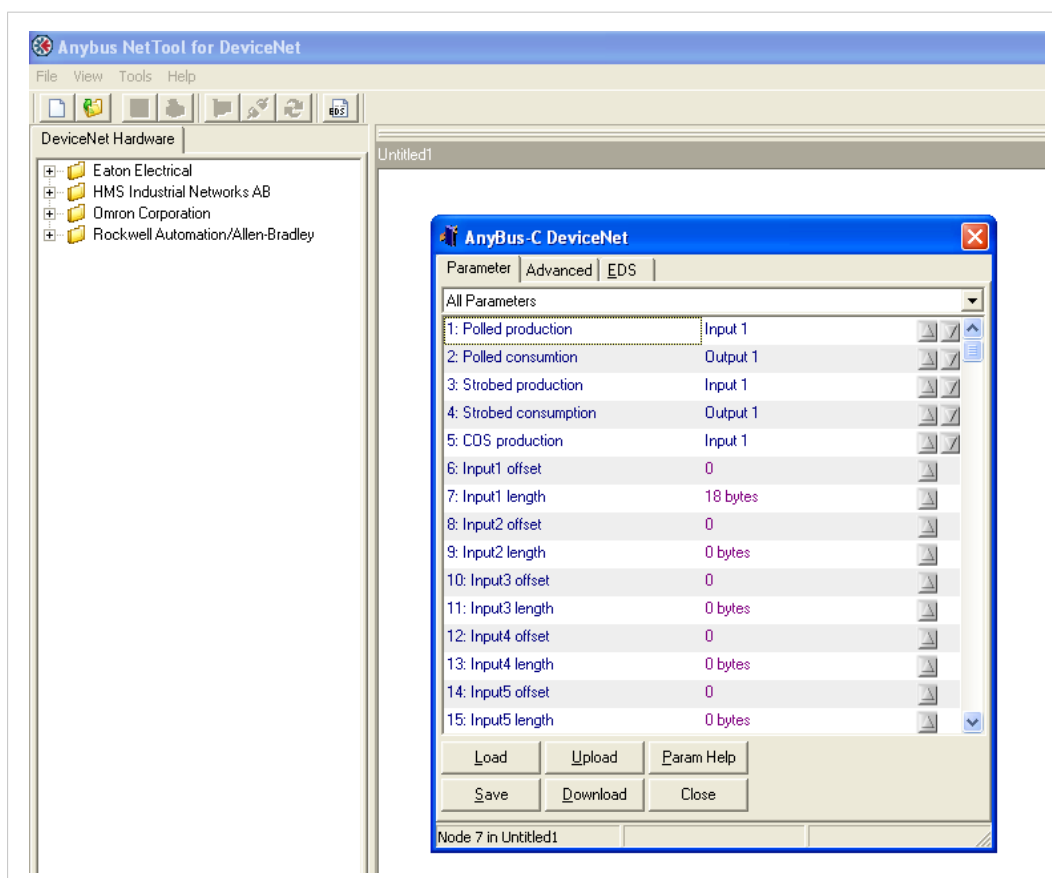 Anybus NetTool for DeviceNet
File View Tools Help
EDS
DeviceNet Hardware
Untitled1
Eaton Electrical
HMS Industrial Networks AB
Omron Corporation
Rockwell Automation/Allen-Bradley
AnyBus-C DeviceNet
Parameter Advanced EDS
All Parameters
1: Polled production Input 1
2: Polled consumtion Output 1
3: Strobed production Input 1
4: Strobed consumption Output 1
5: COS production Input 1
6: Input1 offset 0
7: Input1 length 18 bytes
8: Input2 offset 0
9: Input2 length 0 bytes
10: Input3 offset 0
11: Input3 length 0 bytes
12: Input4 offset 0
13: Input4 length 0 bytes
14: Input5 offset 0
15: Input5 length 0 bytes
Load Upload Param Help
Save Download Close
Node 7 in Untitled1